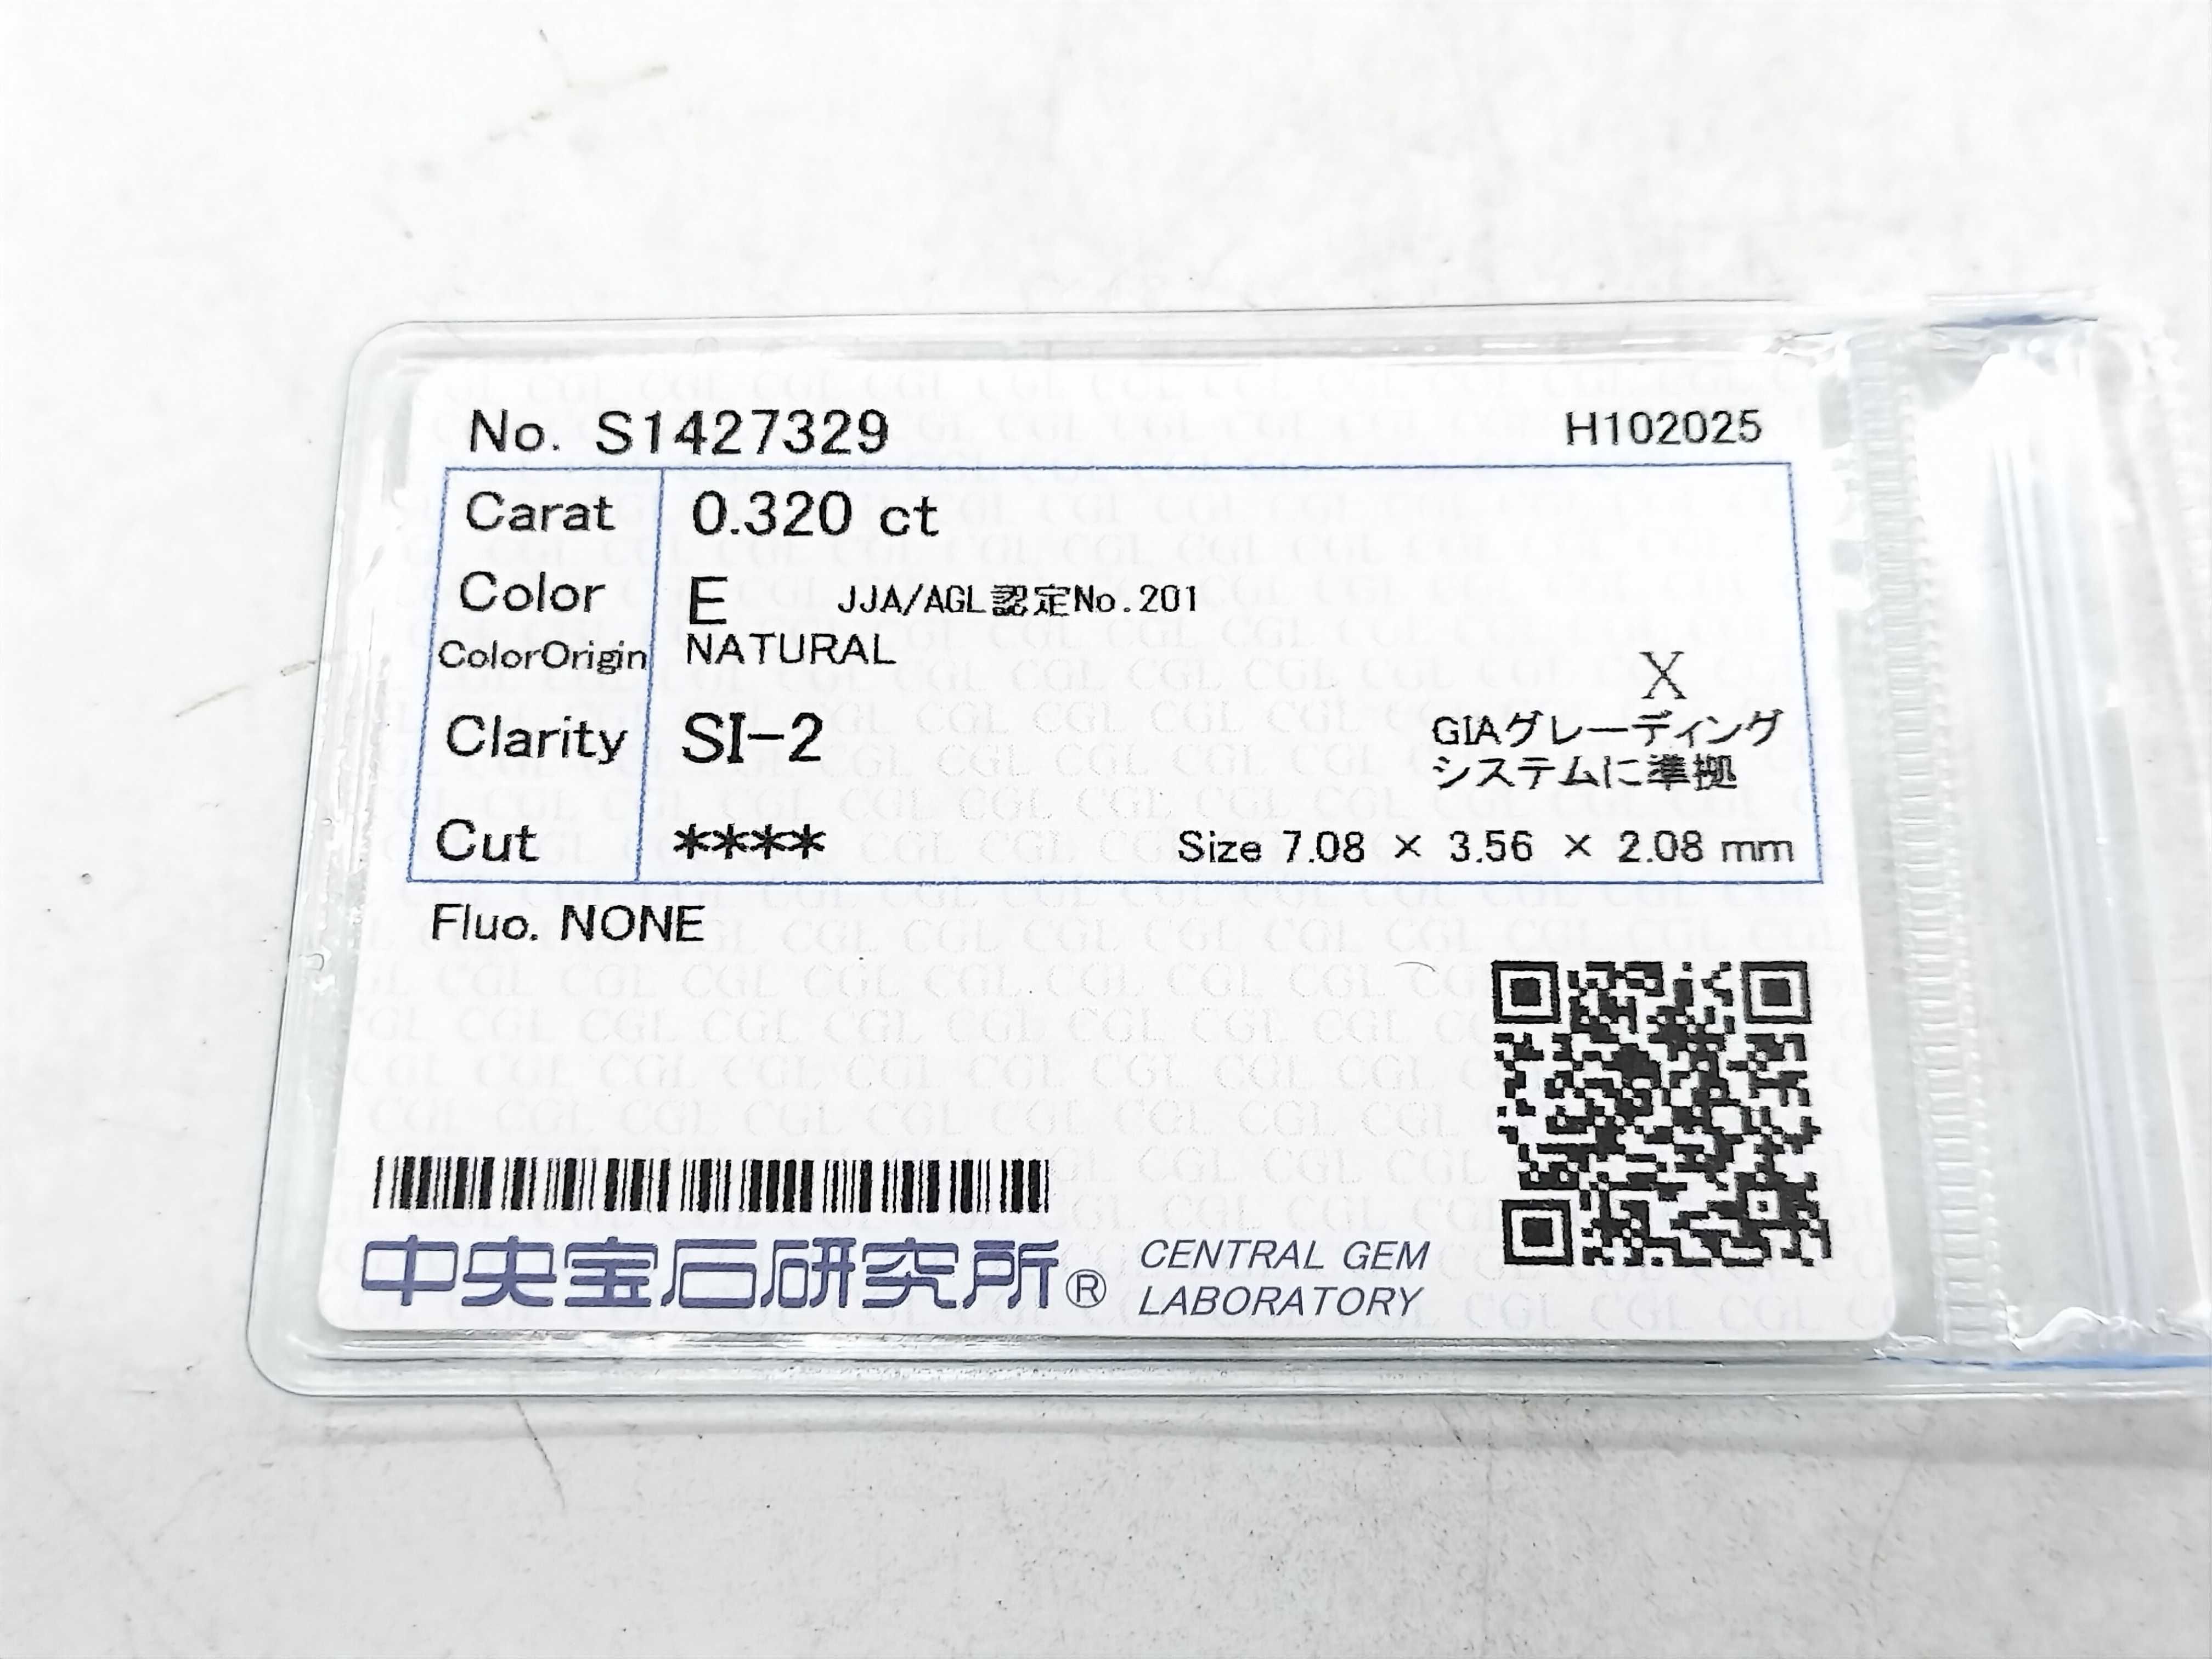 No. S1427329 H102025
Carat 0.320 ct
Color E JJA/AGL認定No.201
ColorOrigin NATURAL
X
Clarity SI-2 GIAグレーディング
システムに準拠
Cut **** Size 7.08 × 3.56 × 2.08 mm
Fluo. NONE
中央宝石研究所® CENTRAL GEM
LABORATORY